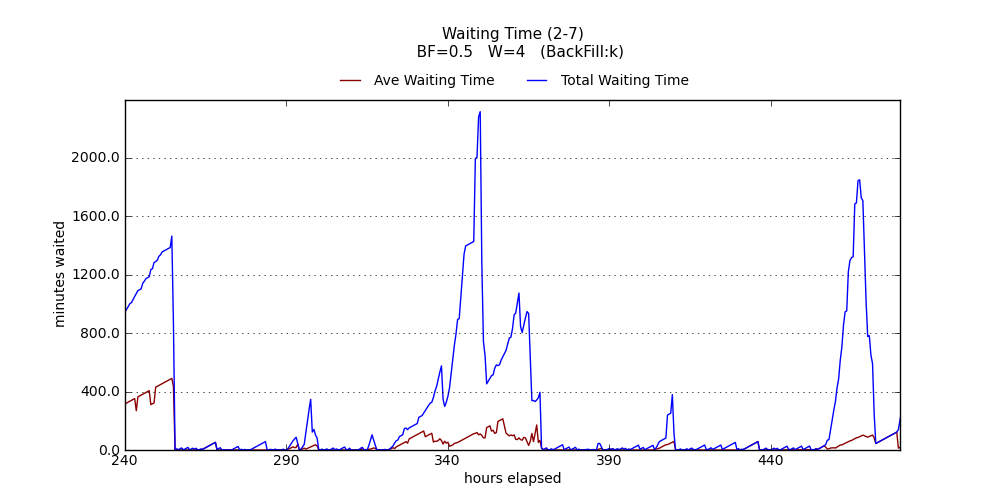 Waiting Time (2-7)
BF=0.5   W=4   (BackFill:k)
Ave Waiting Time   Total Waiting Time
minutes waited
2000.0
1600.0
1200.0
800.0
400.0
0.0
240   290   340   390   440
hours elapsed